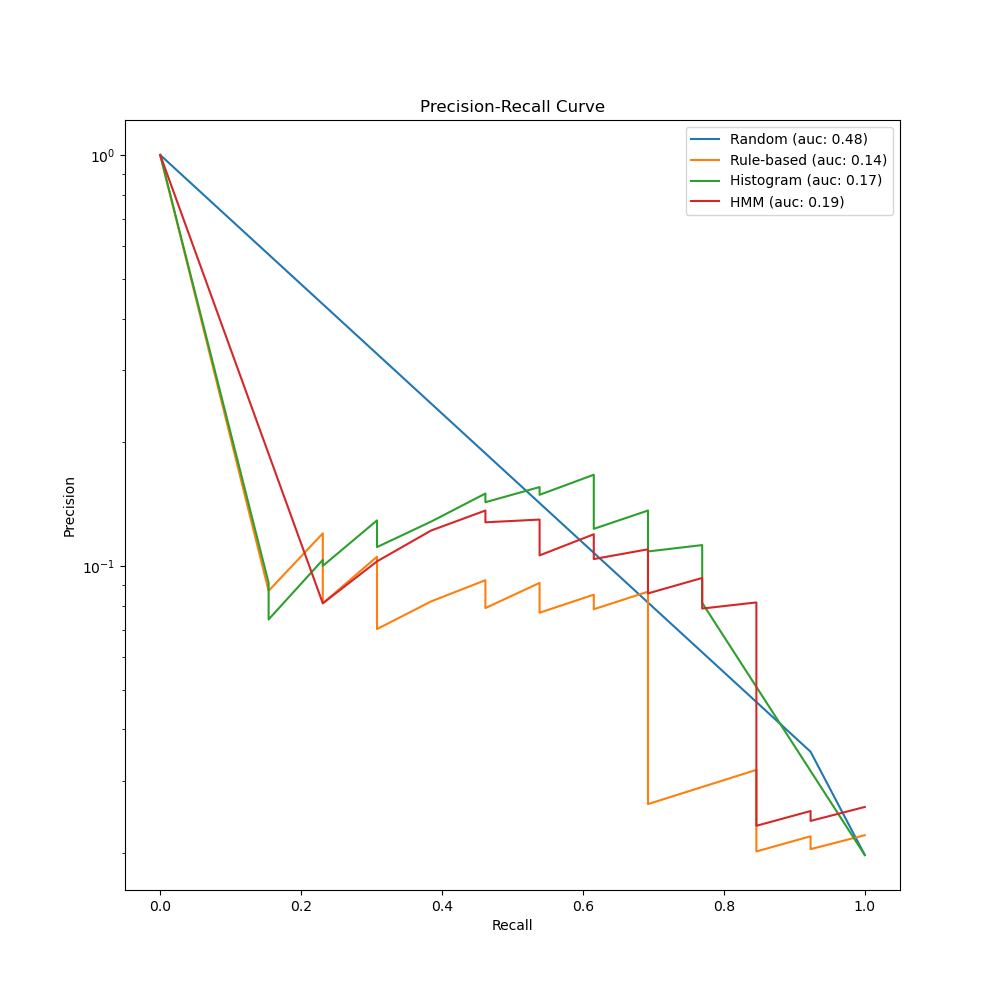 Precision-Recall Curve
Random (auc: 0.48)
Rule-based (auc: 0.14)
Histogram (auc: 0.17)
HMM (auc: 0.19)
10⁰
10⁻¹
Precision
0.0 0.2 0.4 0.6 0.8 1.0
Recall